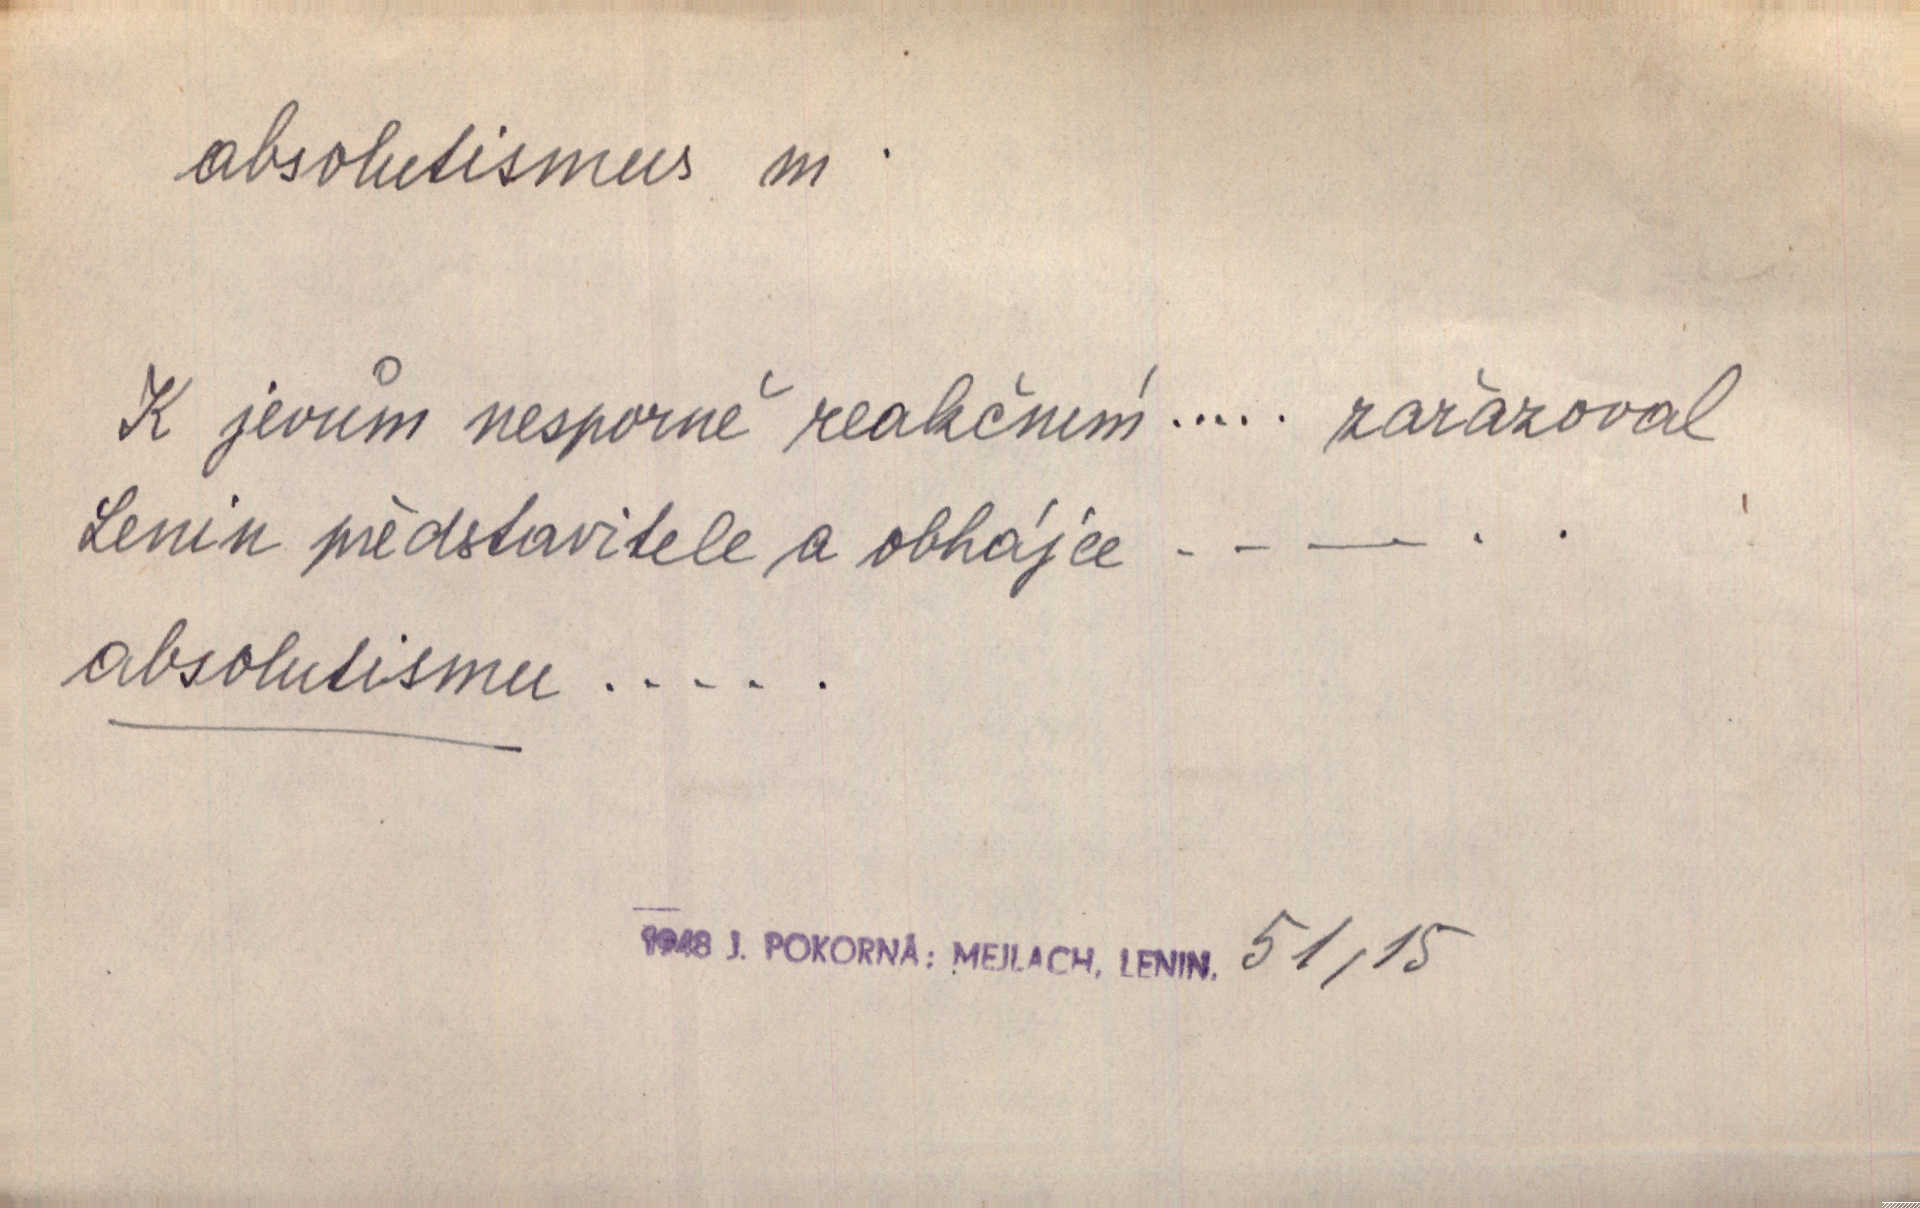 absolutismus m.
K jevům nesporně reakčním..... zařazoval
Lenin představitele a obhájce - - — . .
absolutismu .....
1948 J. POKORNÁ: MEJLACH, LENIN. 51,15